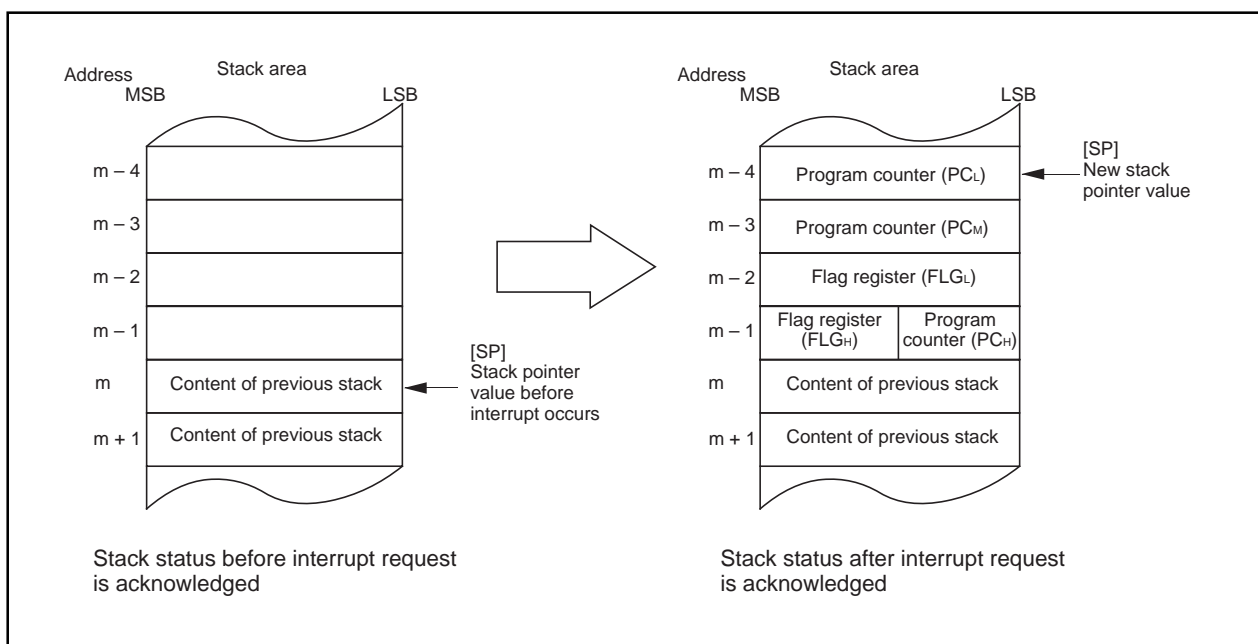 Address
Stack area
MSB
LSB
m – 4
m – 3
m – 2
m – 1
m
Content of previous stack
m + 1
Content of previous stack
[SP]
Stack pointer
value before
interrupt occurs
Stack status before interrupt request
is acknowledged
Address
Stack area
MSB
LSB
m – 4
Program counter (PCL)
m – 3
Program counter (PCM)
m – 2
Flag register (FLGL)
m – 1
Flag register
(FLGH)
Program
counter (PCH)
m
Content of previous stack
m + 1
Content of previous stack
[SP]
New stack
pointer value
Stack status after interrupt request
is acknowledged